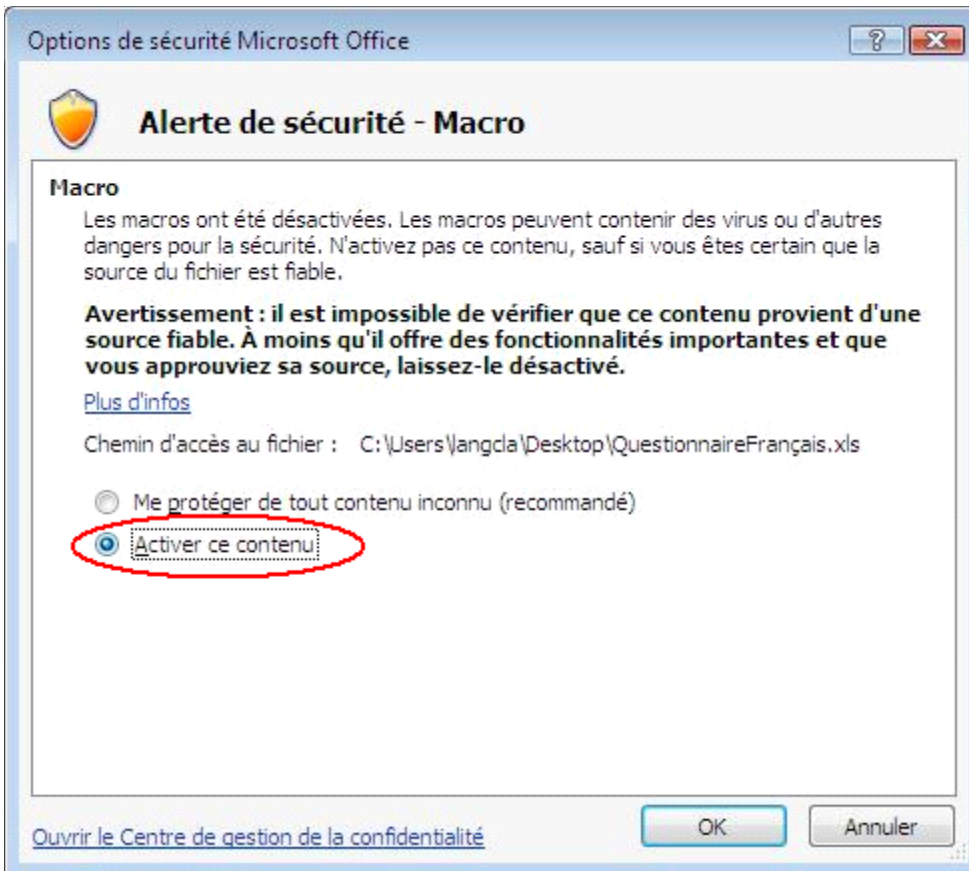 Options de sécurité Microsoft Office
Alerte de sécurité - Macro
Macro
Les macros ont été désactivées. Les macros peuvent contenir des virus ou d'autres
dangers pour la sécurité. N'activez pas ce contenu, sauf si vous êtes certain que la
source du fichier est fiable.
Avertissement : il est impossible de vérifier que ce contenu provient d'une
source fiable. À moins qu'il offre des fonctionnalités importantes et que
vous approuviez sa source, laissez-le désactivé.
Plus d'infos
Chemin d'accès au fichier : C:\Users\langcla\Desktop\QuestionnaireFrançais.xls
Me protéger de tout contenu inconnu (recommandé)
Activer ce contenu
Ouvrir le Centre de gestion de la confidentialité
OK
Annuler